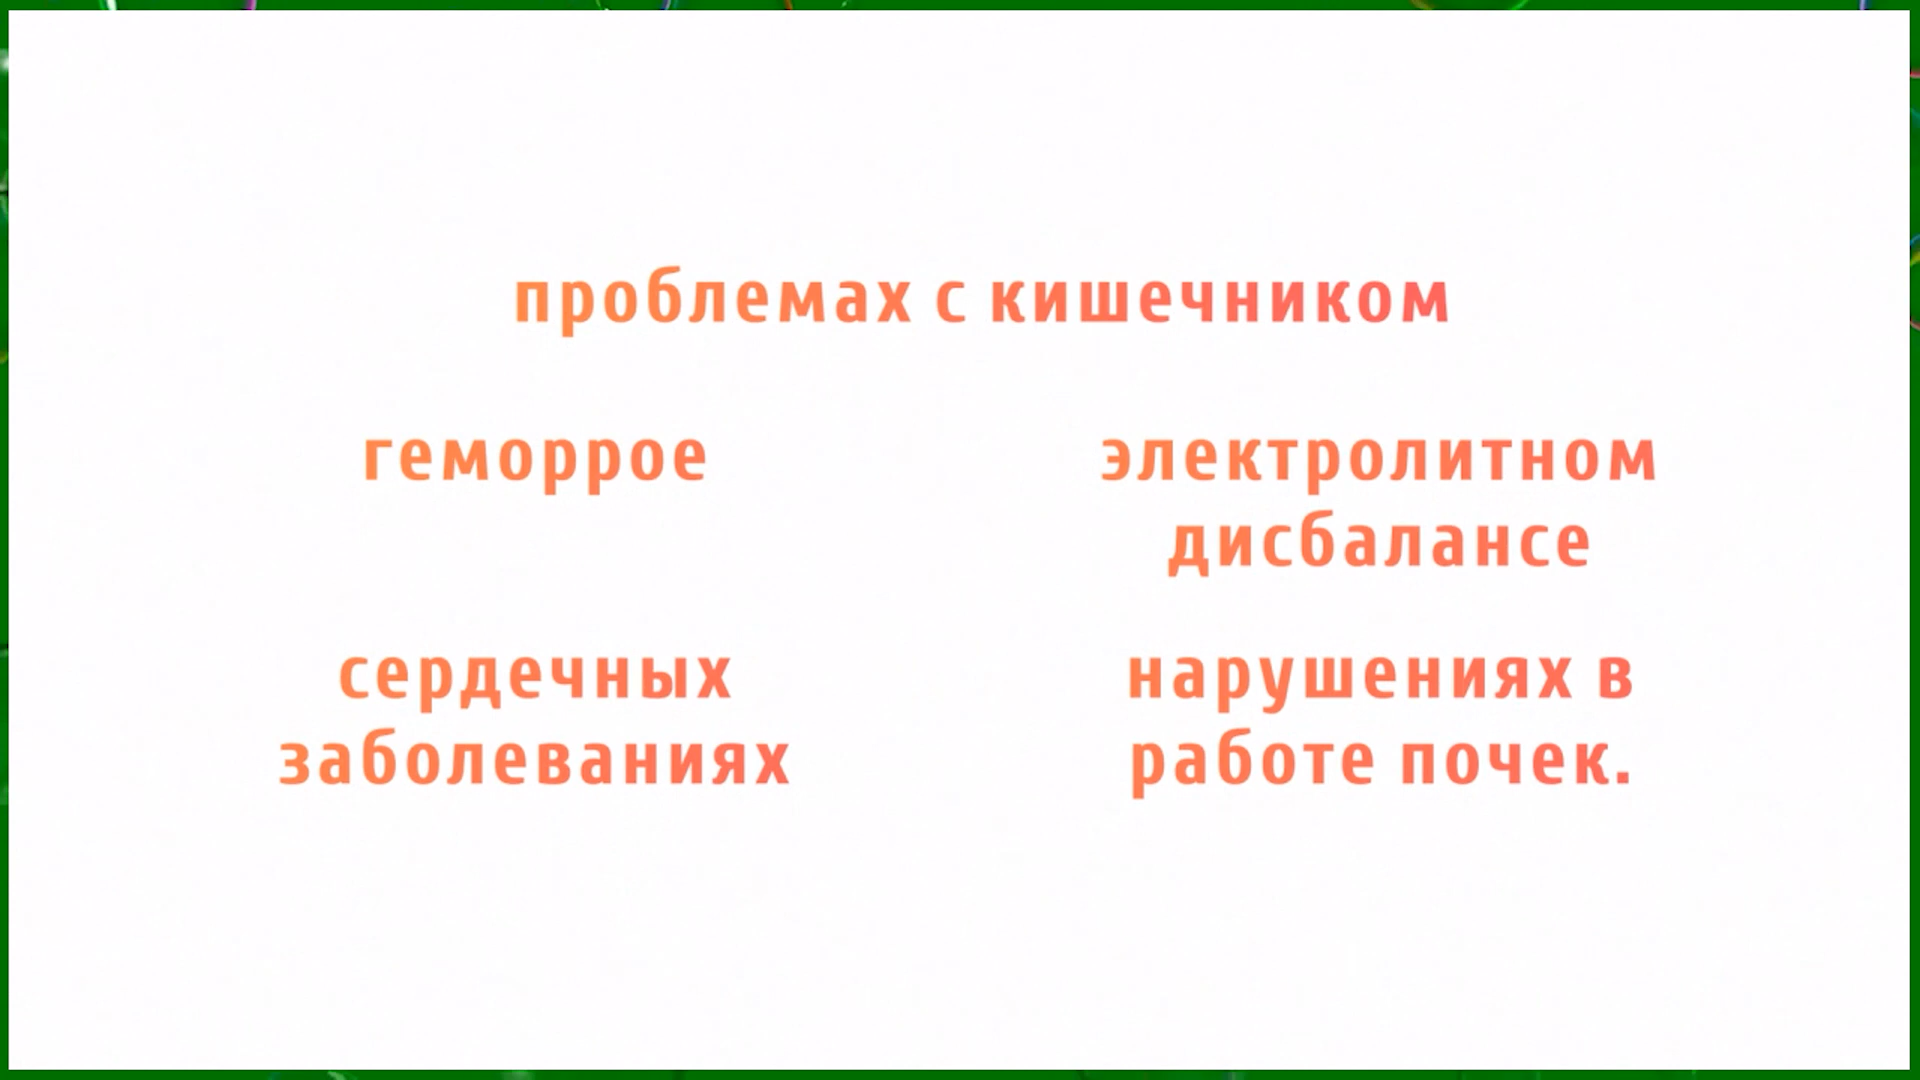 проблемах с кишечником
геморрое
электролитном
дисбалансе
сердечных
заболеваниях
нарушениях в
работе почек.